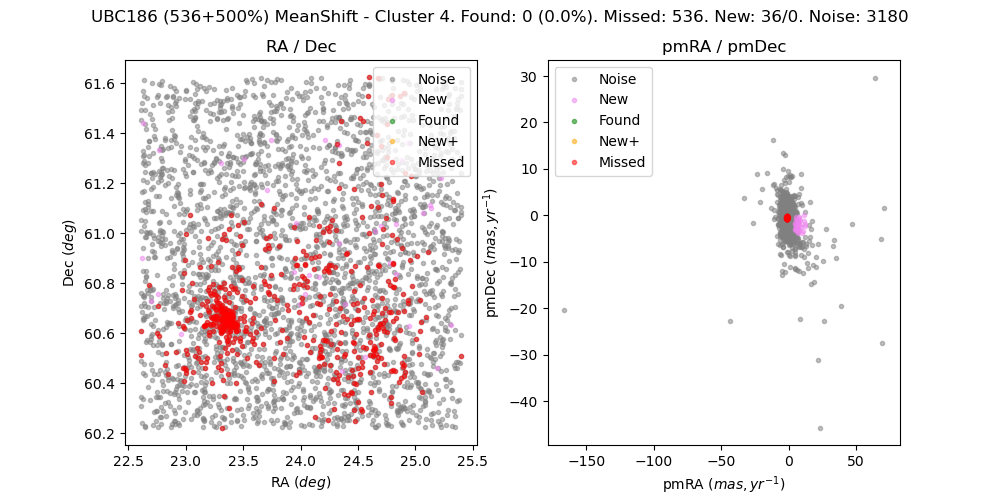 UBC186 (536+500%) MeanShift - Cluster 4. Found: 0 (0.0%). Missed: 536. New: 36/0. Noise: 3180
RA / Dec
61.6
61.4
61.2
61.0
60.8
60.6
60.4
60.2
Dec (deg)
22.5 23.0 23.5 24.0 24.5 25.0 25.5
RA (deg)
Noise
New
Found
New+
Missed
pmRA / pmDec
30
20
10
0
−10
−20
−30
−40
pmDec (mas, yr⁻¹)
−150 −100 −50 0 50
pmRA (mas, yr⁻¹)
Noise
New
Found
New+
Missed